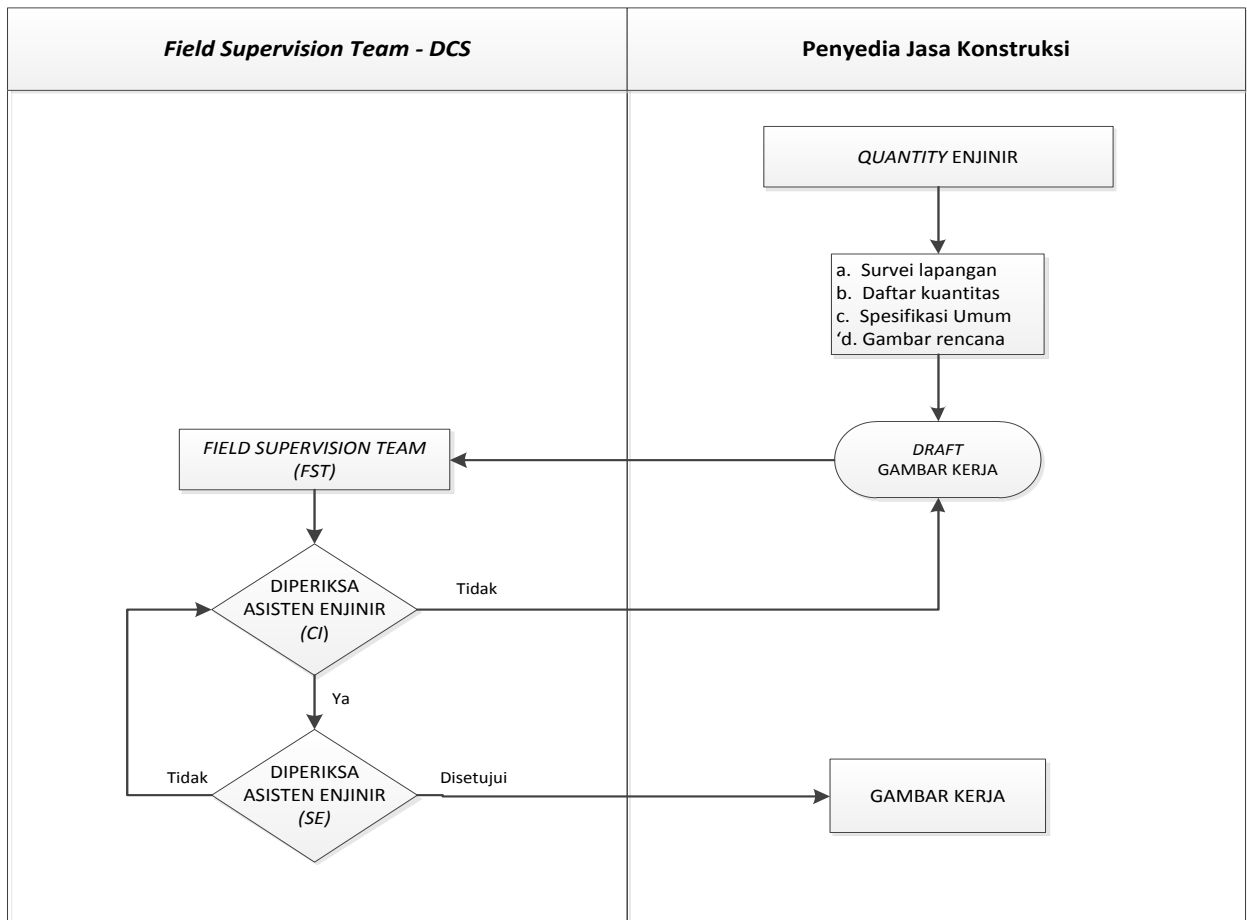 Field Supervision Team - DCS
Penyedia Jasa Konstruksi
QUANTITY ENJINIR
a. Survei lapangan
b. Daftar kuantitas
c. Spesifikasi Umum
‘d. Gambar rencana
DRAFT
GAMBAR KERJA
FIELD SUPERVISION TEAM
(FST)
DIPERIKSA
ASISTEN ENJINIR
(CI)
Tidak
Ya
DIPERIKSA
ASISTEN ENJINIR
(SE)
Tidak
Disetujui
GAMBAR KERJA